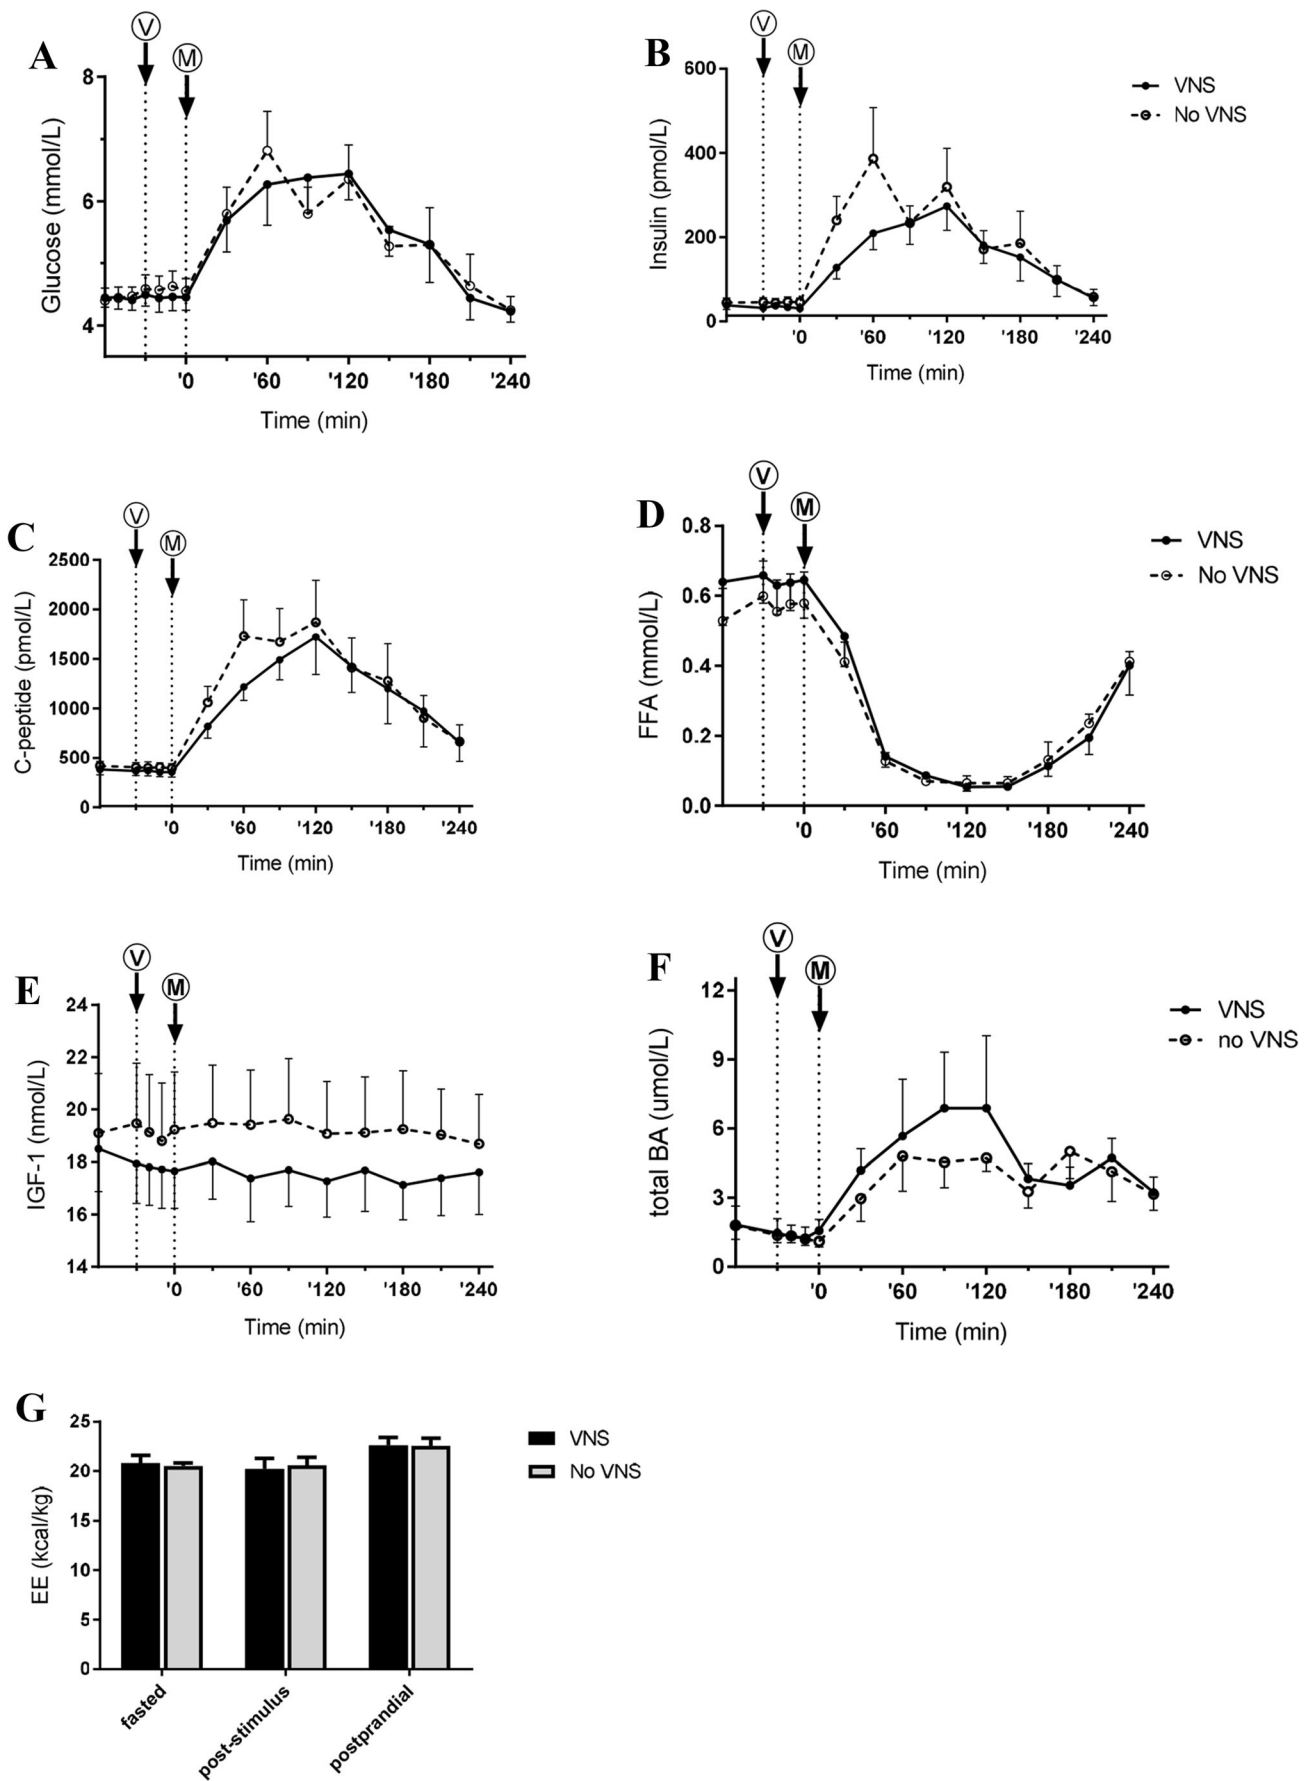 A
V
M
Glucose (mmol/L)
8
6
4
'0 '60 '120 '180 '240
Time (min)
B
V
M
Insulin (pmol/L)
600
400
200
0
'0 '60 '120 '180 '240
Time (min)
VNS
No VNS
C
V
M
C-peptide (pmol/L)
2500
2000
1500
1000
500
0
'0 '60 '120 '180 '240
Time (min)
D
V
M
FFA (mmol/L)
0.8
0.6
0.4
0.2
0.0
'0 '60 '120 '180 '240
Time (min)
VNS
No VNS
E
V
M
IGF-1 (nmol/L)
24
22
20
18
16
14
'0 '60 '120 '180 '240
Time (min)
F
V
M
total BA (umol/L)
12
9
6
3
0
'0 '60 '120 '180 '240
Time (min)
VNS
no VNS
G
EE (kcal/kg)
25
20
15
10
5
0
fasted
post-stimulus
postprandial
VNS
No VNS